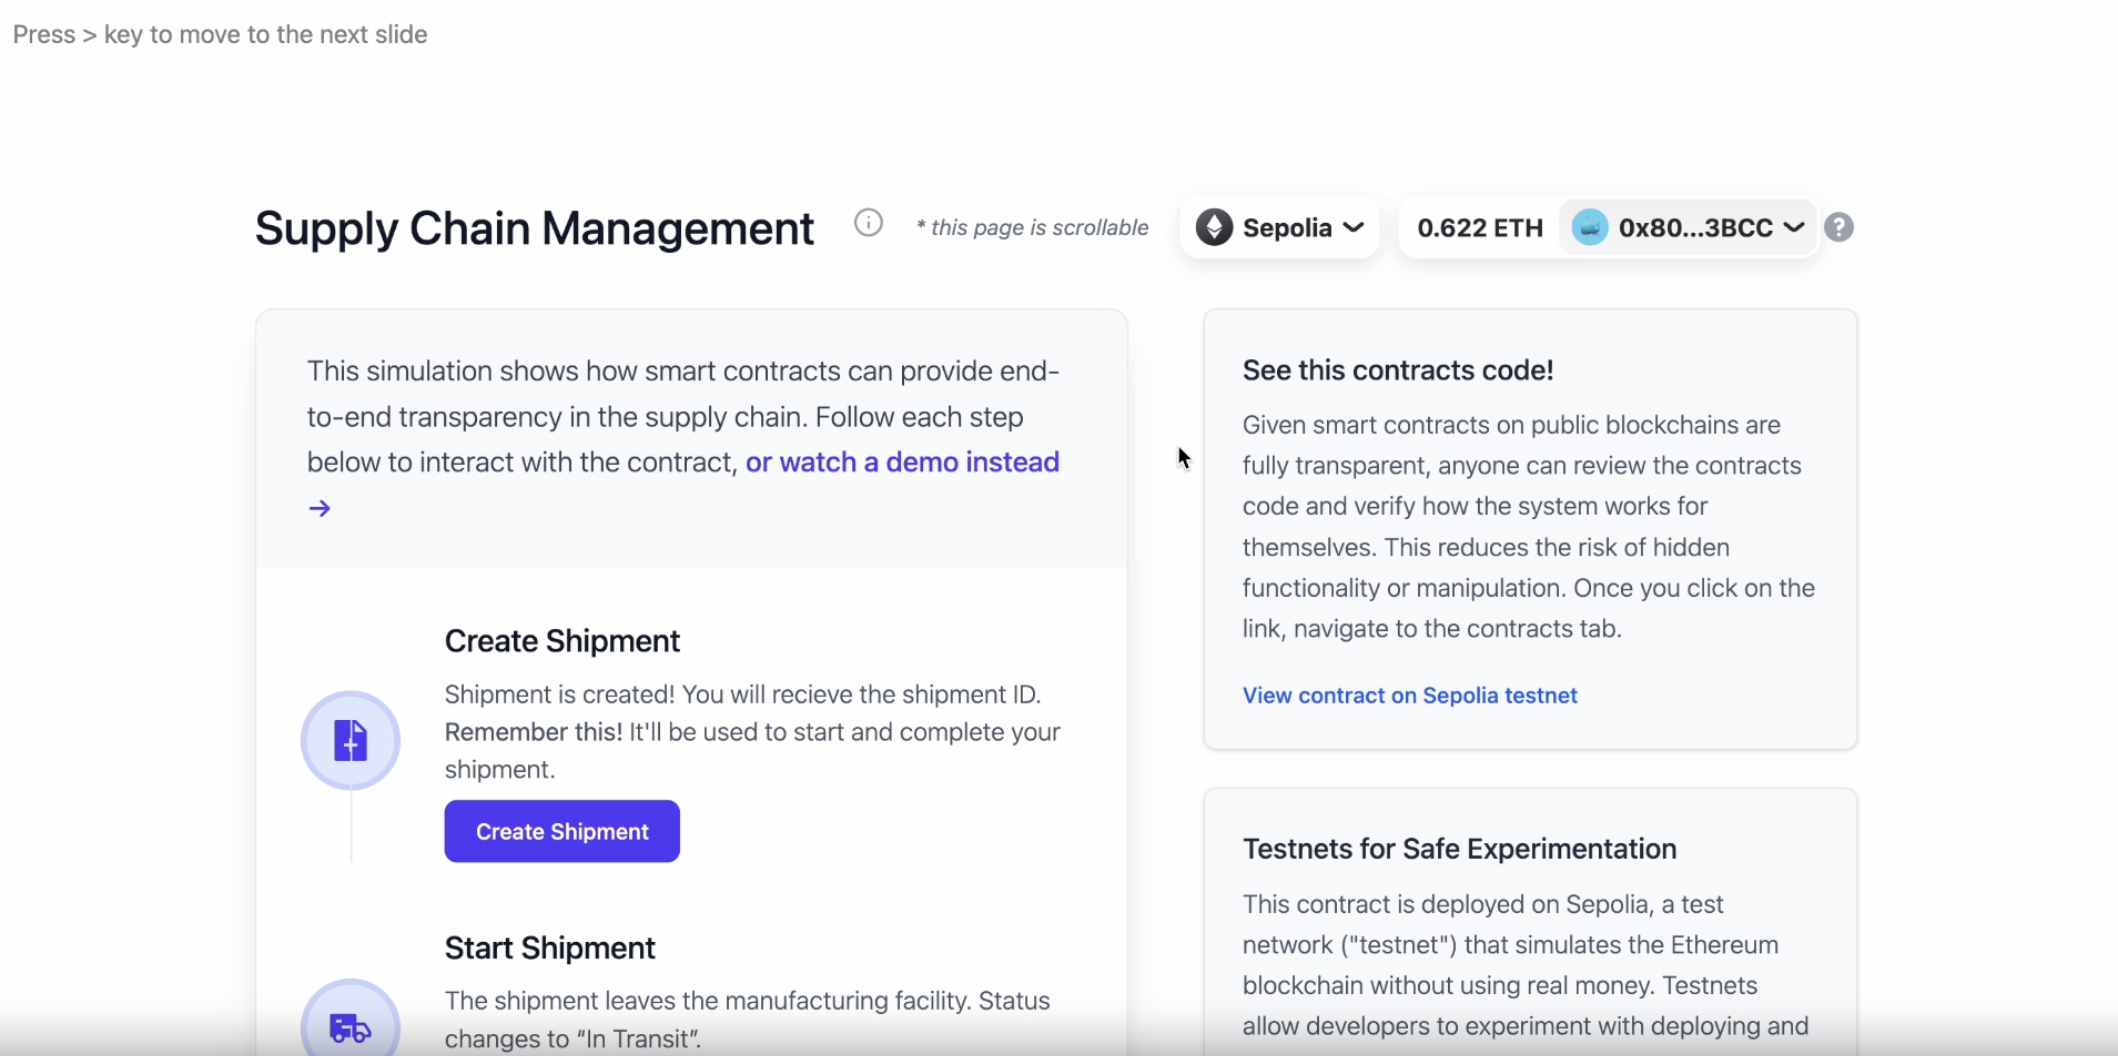 Press > key to move to the next slide
Supply Chain Management
* this page is scrollable
Sepolia
0.622 ETH
0x80...3BCC
?
This simulation shows how smart contracts can provide end-
to-end transparency in the supply chain. Follow each step
below to interact with the contract, or watch a demo instead
→
Create Shipment
Shipment is created! You will recieve the shipment ID.
Remember this! It'll be used to start and complete your
shipment.
Create Shipment
Start Shipment
The shipment leaves the manufacturing facility. Status
changes to “In Transit”.
See this contracts code!
Given smart contracts on public blockchains are
fully transparent, anyone can review the contracts
code and verify how the system works for
themselves. This reduces the risk of hidden
functionality or manipulation. Once you click on the
link, navigate to the contracts tab.
View contract on Sepolia testnet
Testnets for Safe Experimentation
This contract is deployed on Sepolia, a test
network ("testnet") that simulates the Ethereum
blockchain without using real money. Testnets
allow developers to experiment with deploying and